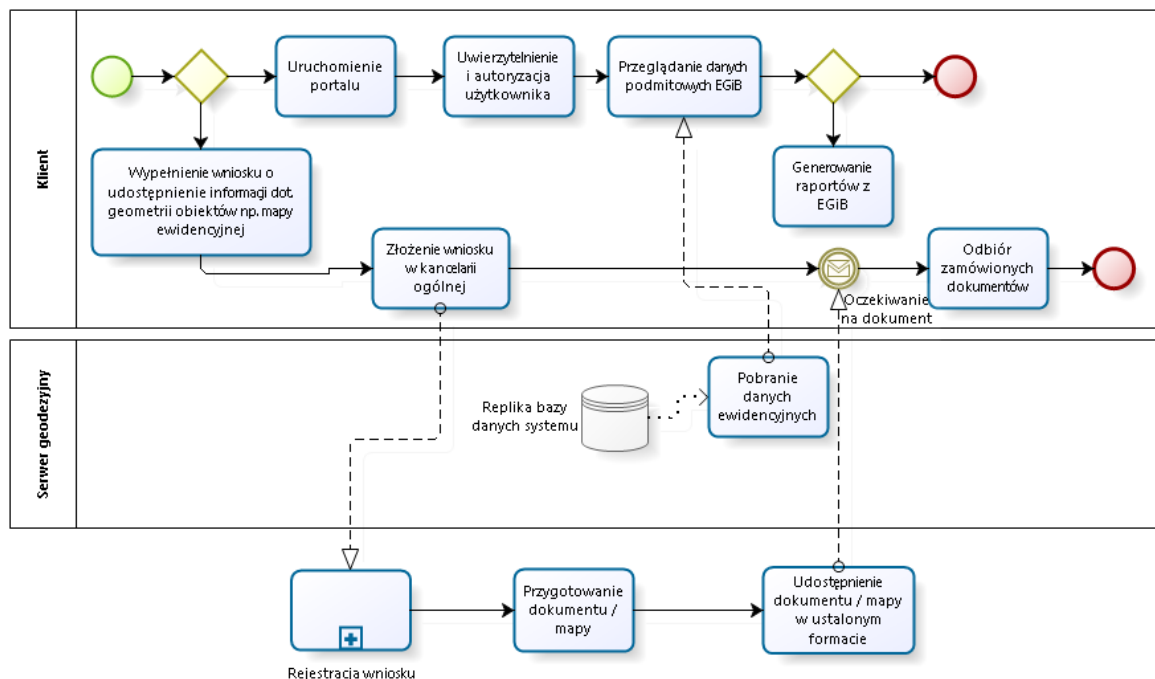 Klient
Uruchomienie
portalu
Uwierzytelnienie
i autoryzacja
użytkownika
Przeglądanie danych
podmitowych EGiB
Wypełnienie wniosku o
udostępnienie informagi dot.
geometrii obiektów np. mapy
ewidencyjnej
Generowanie
raportów z
EGiB
Złożenie wniosku
w kancelarii
ogólnej
Oczekiwanie
na dokument
Odbiór
zamówionych
dokumentów
Serwer geodezyjny
Replika bazy
danych systemu
Pobranie
danych
ewidencyjnych
Rejestracja wniosku
Przygotowanie
dokumentu /
mapy
Udostępnienie
dokumentu / mapy
w ustalonym
formacie